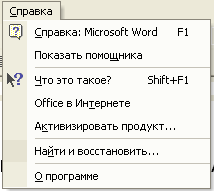 Справка
Справка: Microsoft Word F1
Показать помощника
Что это такое? Shift+F1
Office в Интернете
Активизировать продукт...
Найти и восстановить...
О программе